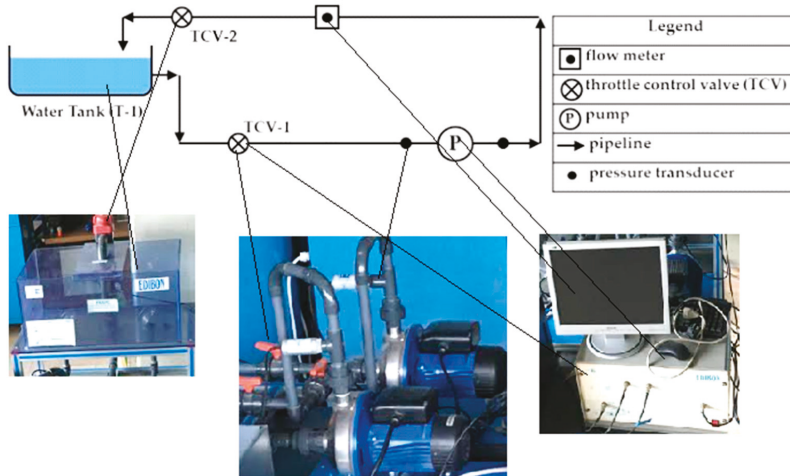 TCV-2
Water Tank (T-1)
TCV-1
P
Legend
flow meter
throttle control valve (TCV)
P
pump
pipeline
pressure transducer
EDIBON
EDIBON